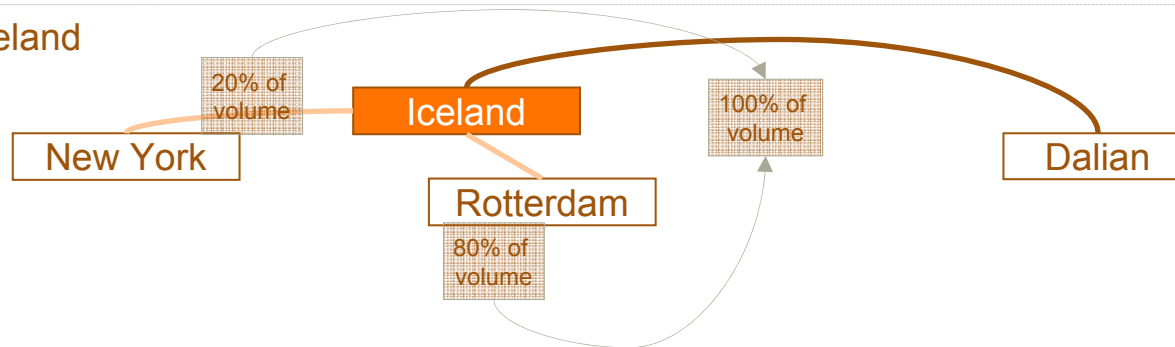 eland
20% of
volume
Iceland
100% of
volume
New York
Dalian
Rotterdam
80% of
volume